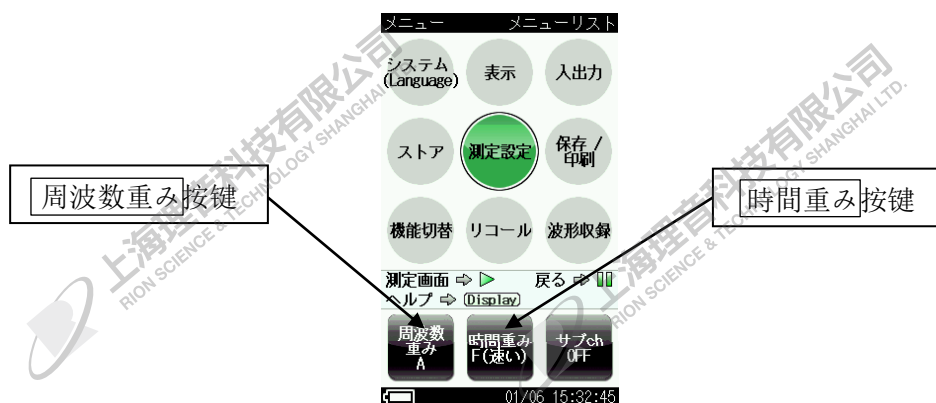 メニュー メニューリスト
システム
(Language)
表示
入出力
ストア
測定設定
保存 /
印刷
機能切替
リコール
波形収録
測定画面 ⇨ ▷ 戻る ⇨
ヘルプ ⇨ Display
周波数
重み
A
時間重み
F(速い)
サブch
OFF
01/06 15:32:45
周波数重み按键
時間重み按键
上海理音科技有限公司
RION SCIENCE & TECHNOLOGY SHANGHAI LTD.
上海理音科技有限公司
RION SCIENCE & TECHNOLOGY SHANGHAI LTD.